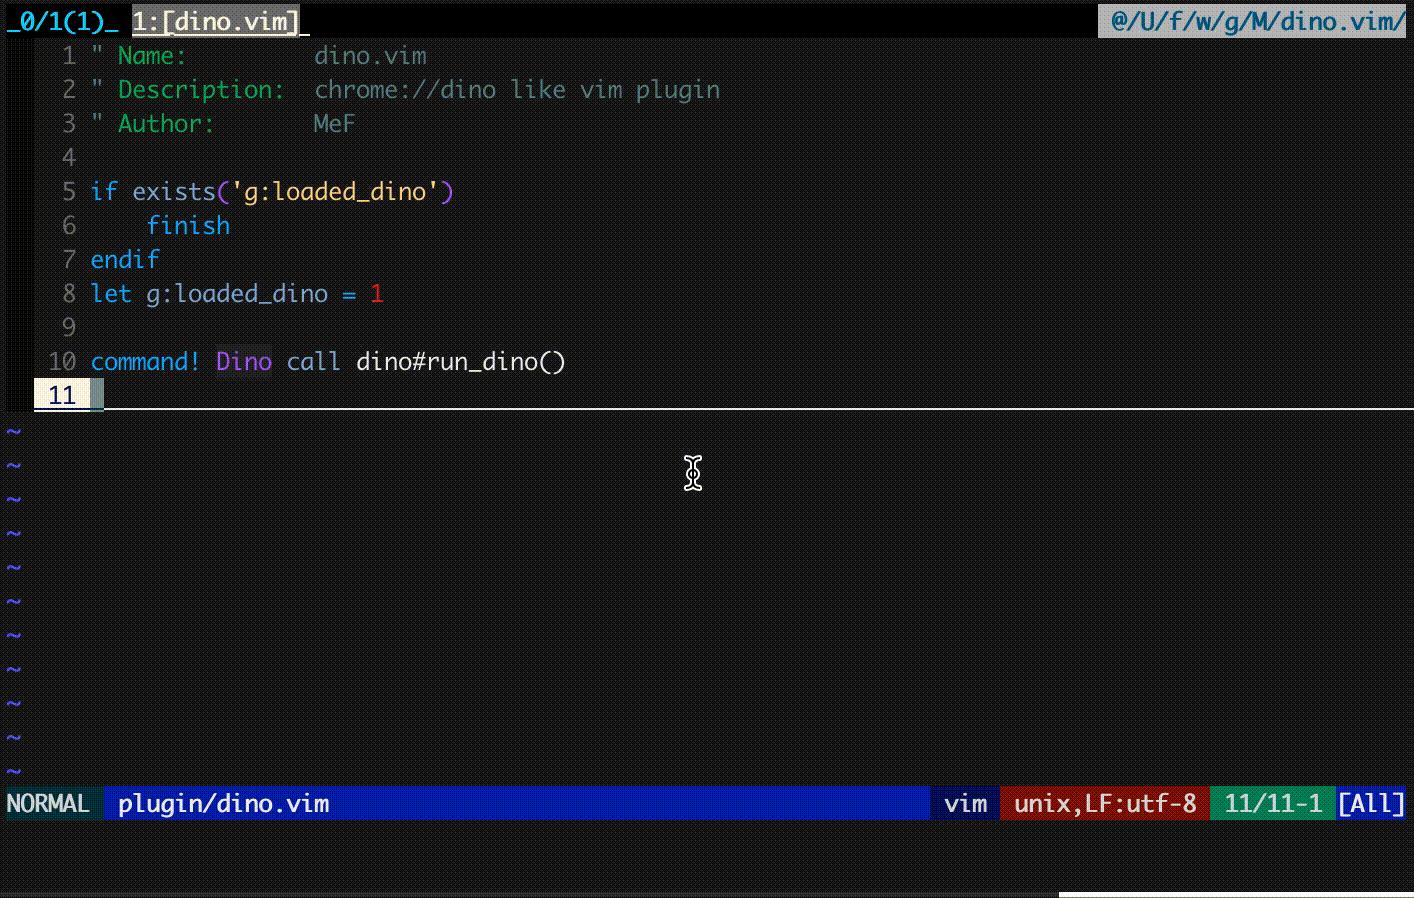 _0/1(1)_ 1:[dino.vim]_ @/U/f/w/g/M/dino.vim/
1 " Name: dino.vim
2 " Description: chrome://dino like vim plugin
3 " Author: MeF
4
5 if exists('g:loaded_dino')
6 finish
7 endif
8 let g:loaded_dino = 1
9
10 command! Dino call dino#run_dino()
11
~
~
~
~
~
~
~
~
~
~
~
NORMAL plugin/dino.vim vim unix,LF:utf-8 11/11-1 [All]